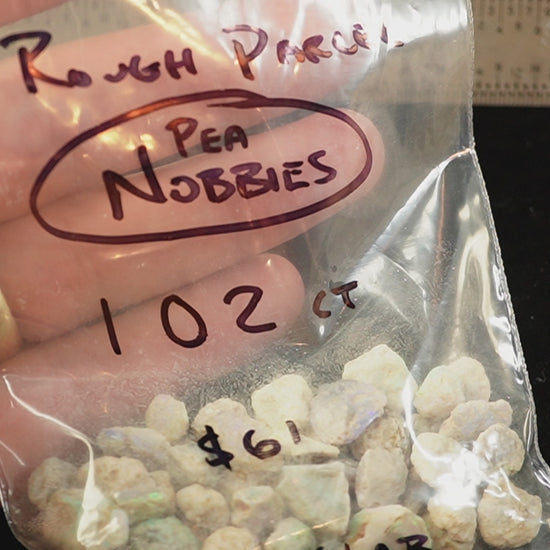 ROUGH PARCEL
PEA
NOBBIES
102 CT
$61